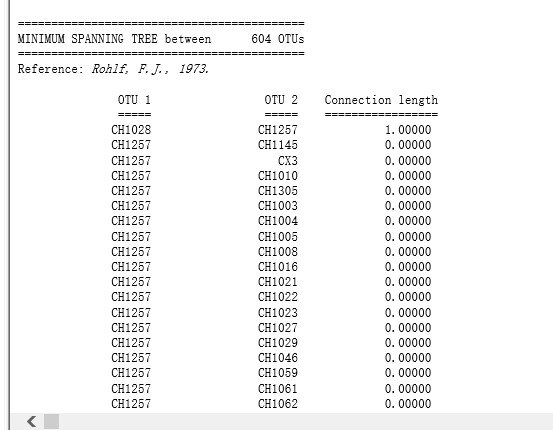 ==========================================
MINIMUM SPANNING TREE between 604 OTUs
==========================================
Reference: Rohlf, F.J., 1973.
OTU 1 OTU 2 Connection length
===== ===== =================
CH1028 CH1257 1.00000
CH1257 CH1145 0.00000
CH1257 CX3 0.00000
CH1257 CH1010 0.00000
CH1257 CH1305 0.00000
CH1257 CH1003 0.00000
CH1257 CH1004 0.00000
CH1257 CH1005 0.00000
CH1257 CH1008 0.00000
CH1257 CH1016 0.00000
CH1257 CH1021 0.00000
CH1257 CH1022 0.00000
CH1257 CH1023 0.00000
CH1257 CH1027 0.00000
CH1257 CH1029 0.00000
CH1257 CH1046 0.00000
CH1257 CH1059 0.00000
CH1257 CH1061 0.00000
CH1257 CH1062 0.00000